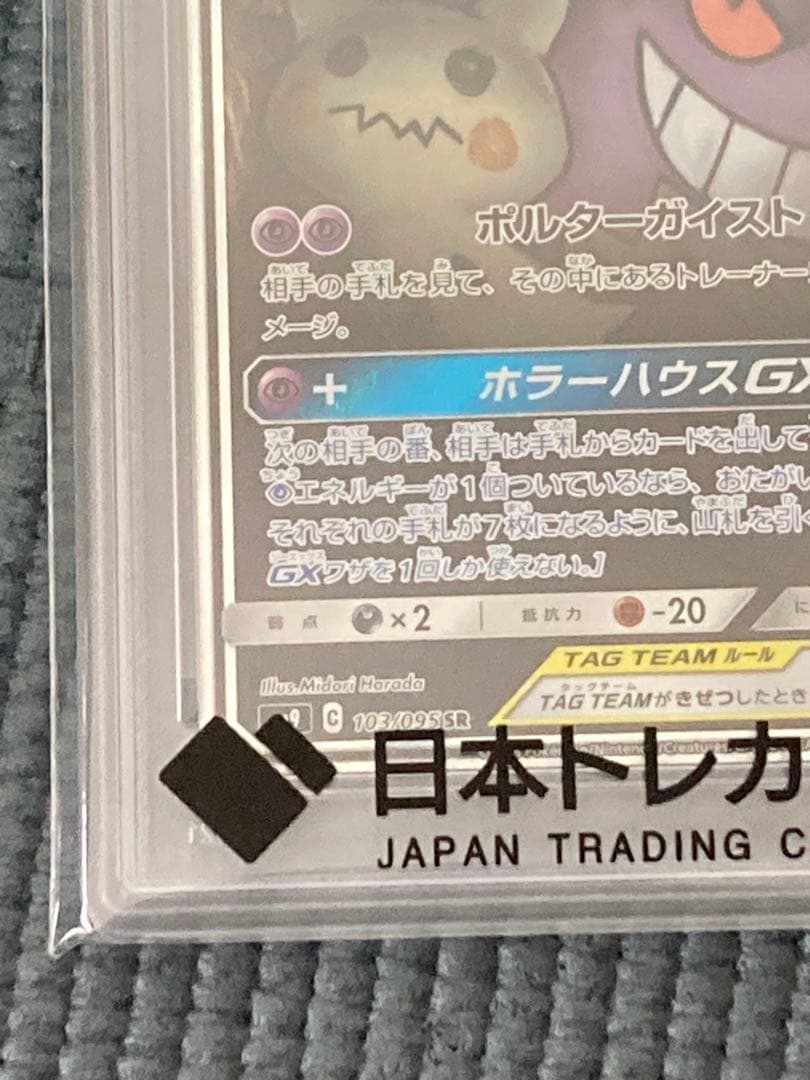 ポルターガイスト
相手の手札を見て、その中にあるトレーナー
メージ。
+ ホラーハウスGX
次の相手の番、相手は手札からカードを出して
エネルギーが1個ついているなら、おたがい
それぞれの手札が7枚になるように、山札を引く
GXワザを1回しか使えない。]
弱点 ×2 抵抗力 -20 に
TAG TEAM ルール
TAG TEAMがきぜつしたとき
Illus. Midori Harada
C 103/095 SR
Pokémon/Nintendo/Creatures
日本トレカ
JAPAN TRADING C